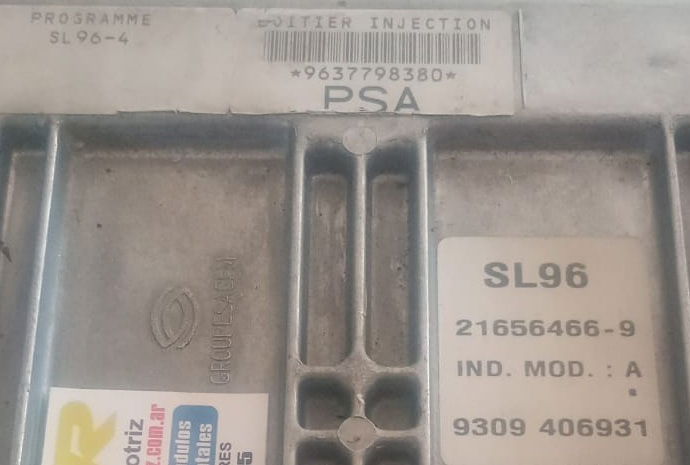 PROGRAMME
SL96-4
BOITIER INJECTION
*9637798380*
PSA
SL96
21656466-9
IND. MOD. : A
9309 406931
GROUPE SAGEM
R
otriz
z.com.ar
dulos
tales
RES
5